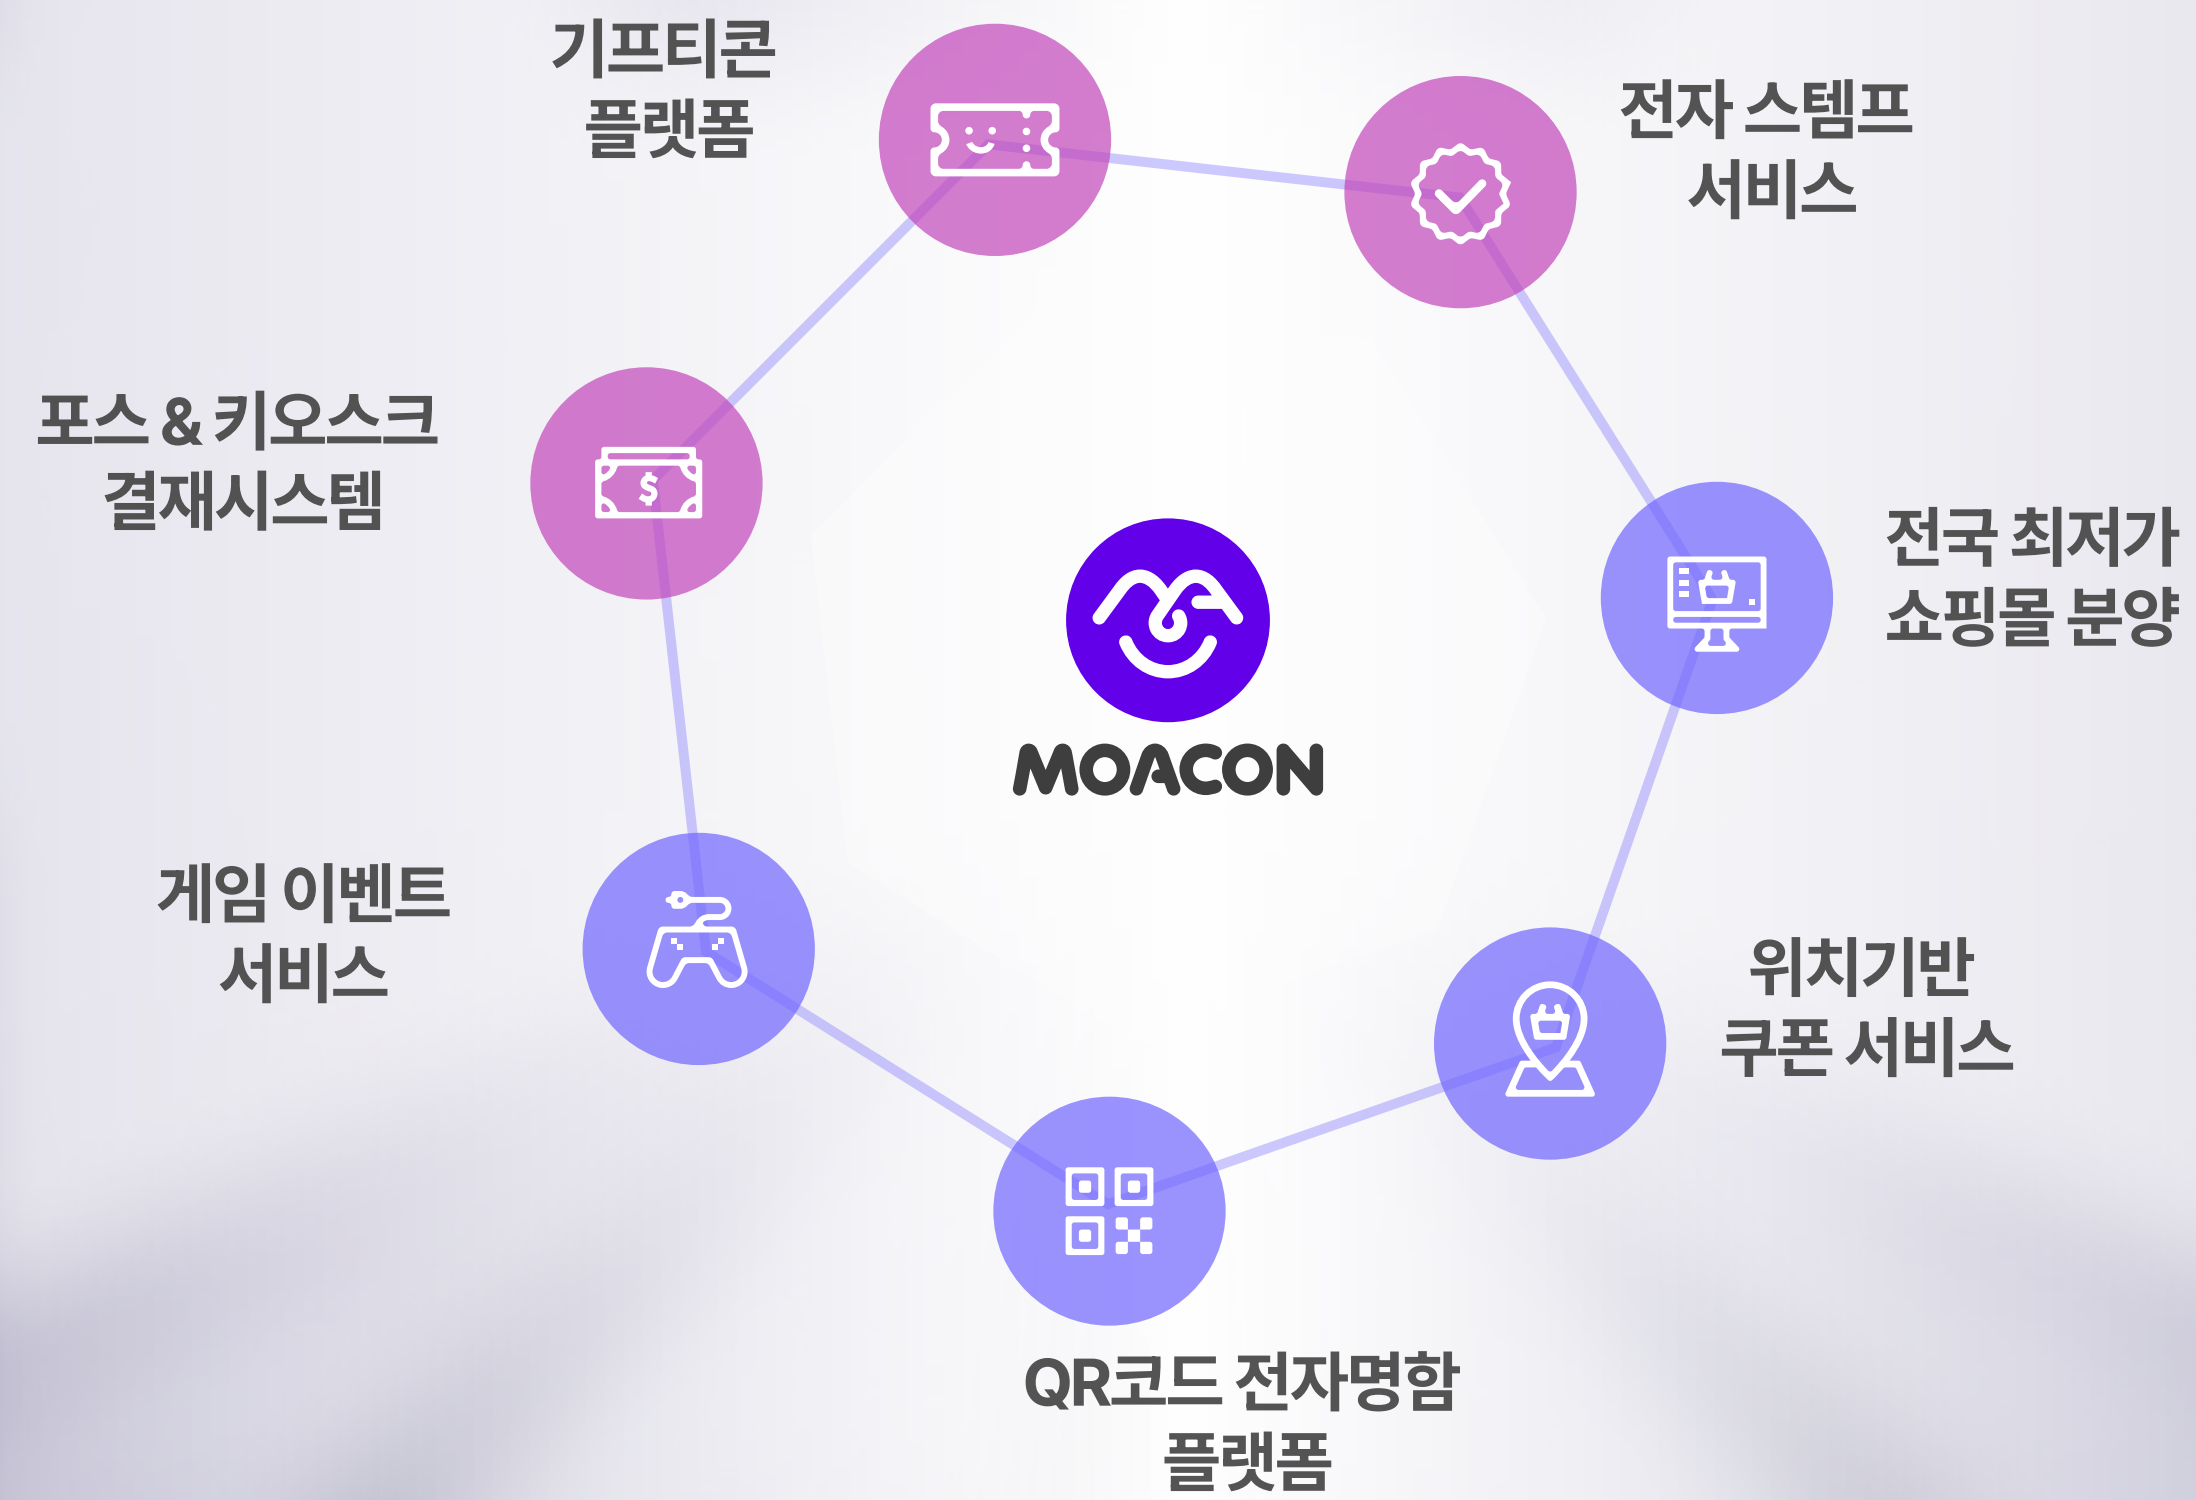 기프티콘
플랫폼
전자 스템프
서비스
포스 & 키오스크
결재시스템
전국 최저가
쇼핑몰 분양
MOACON
게임 이벤트
서비스
위치기반
쿠폰 서비스
QR코드 전자명함
플랫폼